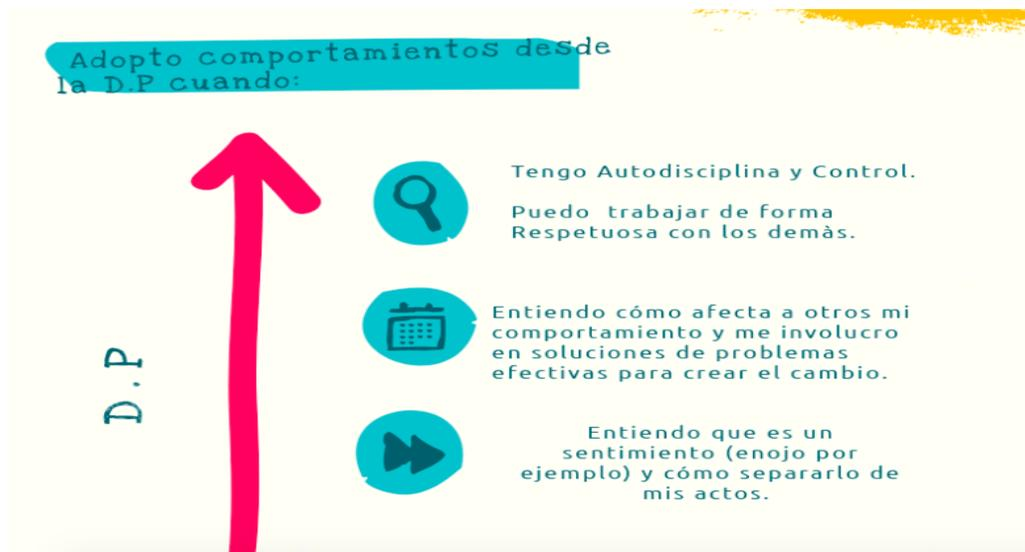 Adopto comportamientos desde
la D.P cuando:
Tengo Autodisciplina y Control.
Puedo trabajar de forma
Respetuosa con los demàs.
Entiendo cómo afecta a otros mi
comportamiento y me involucro
en soluciones de problemas
efectivas para crear el cambio.
D.P
Entiendo que es un
sentimiento (enojo por
ejemplo) y cómo separarlo de
mis actos.